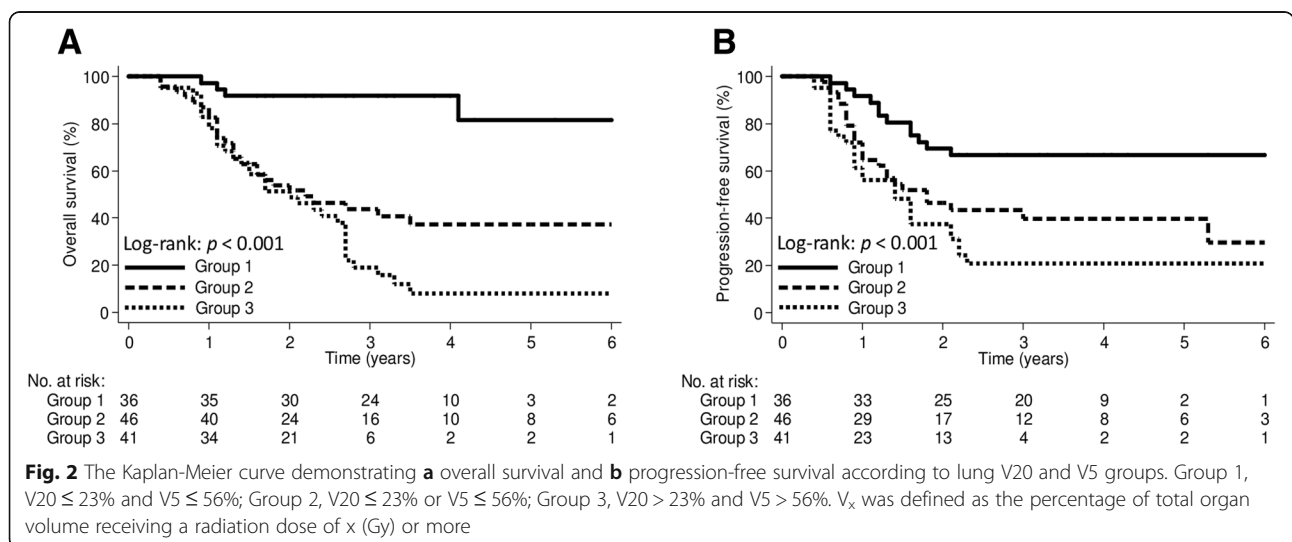 A
Overall survival (%)
100
80
60
40
20
0
Log-rank: p < 0.001
Group 1
Group 2
Group 3
0 1 2 3 4 5 6
Time (years)
No. at risk:
Group 1 36 35 30 24 10 3 2
Group 2 46 40 24 16 10 8 6
Group 3 41 34 21 6 2 2 1
B
Progression-free survival (%)
100
80
60
40
20
0
Log-rank: p < 0.001
Group 1
Group 2
Group 3
0 1 2 3 4 5 6
Time (years)
No. at risk:
Group 1 36 33 25 20 9 2 1
Group 2 46 29 17 12 8 6 3
Group 3 41 23 13 4 2 2 1
Fig. 2 The Kaplan-Meier curve demonstrating a overall survival and b progression-free survival according to lung V20 and V5 groups. Group 1,
V20 ≤ 23% and V5 ≤ 56%; Group 2, V20 ≤ 23% or V5 ≤ 56%; Group 3, V20 > 23% and V5 > 56%. Vx was defined as the percentage of total organ
volume receiving a radiation dose of x (Gy) or more